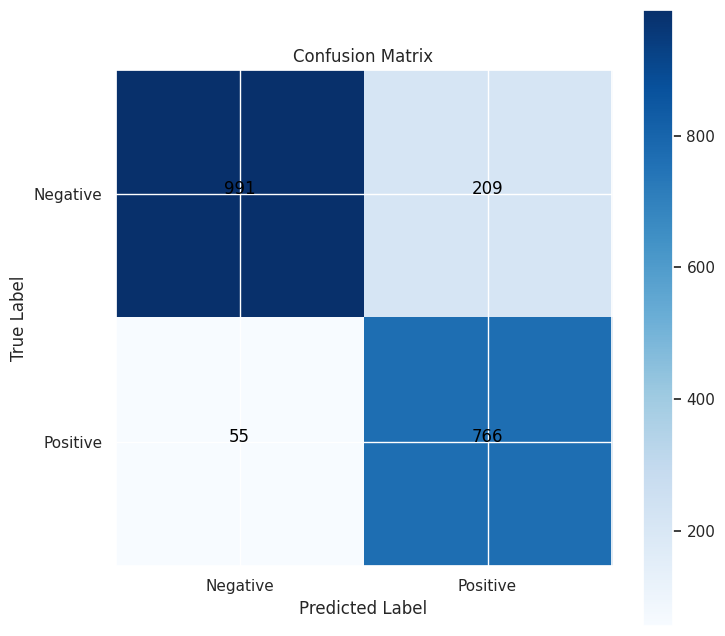 Confusion Matrix
Negative
991
209
Positive
55
766
Negative
Positive
Predicted Label
True Label
800
600
400
200